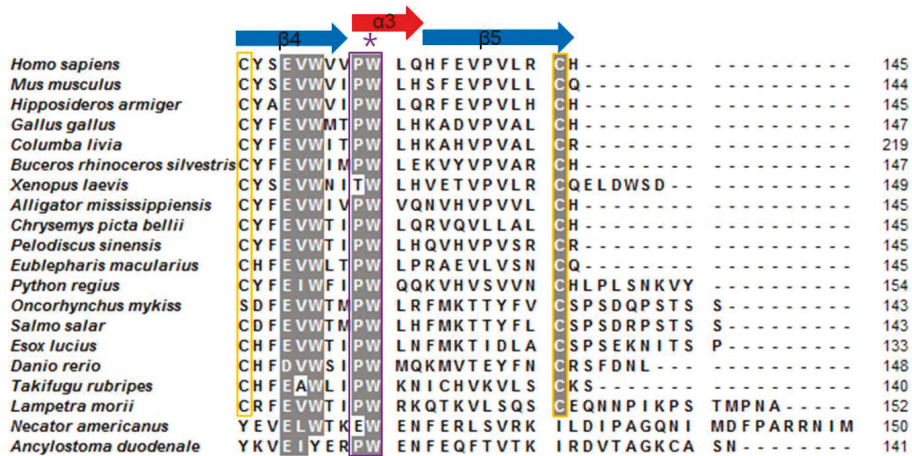 α3
β4 * β5
Homo sapiens CYSEVWVVPW LQHFEVPVLR CH-------- ---------- 145
Mus musculus CYSEVWVIPW LHSFEVPVLL CQ-------- ---------- 144
Hipposideros armiger CYAEVWVIPW LQRFEVPVLH CH-------- ---------- 145
Gallus gallus CYFEVWMTPW LHKADVPVAL CH-------- ---------- 147
Columba livia CYFEVWITPW LHKAHVPVAL CR-------- ---------- 219
Buceros rhinoceros silvestris CYFEVWIMPW LEKVYVPVAR CH-------- ---------- 147
Xenopus laevis CYSEVWNITW LHVETVPVLR CQELDWSD-- ---------- 149
Alligator mississippiensis CYFEVWIVPW VQNVHVPVVL CH-------- ---------- 145
Chrysemys picta bellii CYFEVWTIPW LQRVQVLLAL CH-------- ---------- 145
Pelodiscus sinensis CYFEVWTIPW LHQVHVPVSR CR-------- ---------- 145
Eublepharis macularius CHFEVWLTPW LPRAEVLVSN CQ-------- ---------- 145
Python regius CYFEIWFIPW QQKVHVSVVN CHLPLSNKVY ---------- 154
Oncorhynchus mykiss SDFEVWTMPW LRFMKTTYFV CSPSDQPSTS S--------- 143
Salmo salar CDFEVWTMPW LHFMKTTYFL CSPSDRPSTS S--------- 143
Esox lucius CHFEVWTIPW LNFMKTIDLA CSPSEKNITS P--------- 133
Danio rerio CHFDVWSIPW MQKMVTEYFN CRSFDNL--- ---------- 148
Takifugu rubripes CHFEAWLIPW KNICHVKVLS CKS------- ---------- 140
Lampetra morii CRFEVWTIPW RKQTKVLSQS CEQNNPIKPS TMPNA----- 152
Necator americanus YEVELWTKEW ENFERLSVRK ILDIPAGQNI MDFPARRNIM 150
Ancylostoma duodenale YKVEIYERPW ENFEQFTVTK IRDVTAGKCA SN-------- 141